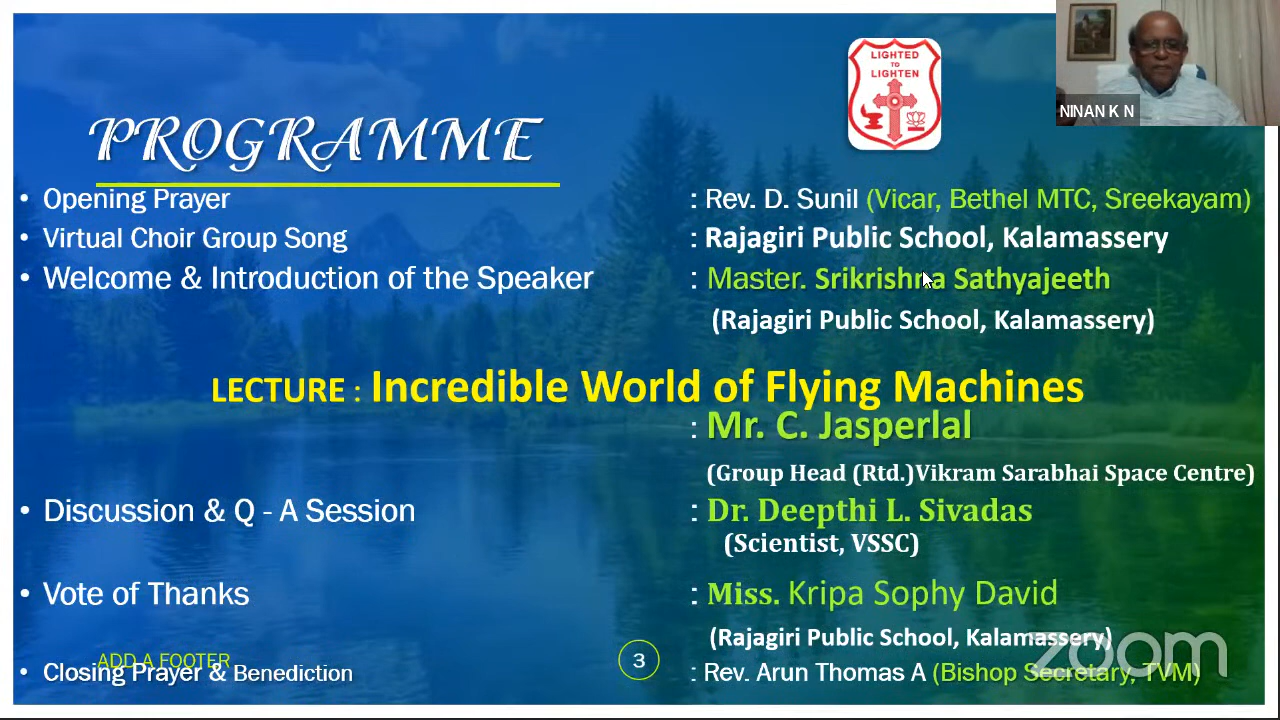 LIGHTED
TO
LIGHTEN
NINAN K N
PROGRAMME
• Opening Prayer : Rev. D. Sunil (Vicar, Bethel MTC, Sreekayam)
• Virtual Choir Group Song : Rajagiri Public School, Kalamassery
• Welcome & Introduction of the Speaker : Master. Srikrishna Sathyajeeth
(Rajagiri Public School, Kalamassery)
LECTURE : Incredible World of Flying Machines
: Mr. C. Jasperlal
(Group Head (Rtd.)Vikram Sarabhai Space Centre)
• Discussion & Q - A Session : Dr. Deepthi L. Sivadas
(Scientist, VSSC)
• Vote of Thanks : Miss. Kripa Sophy David
(Rajagiri Public School, Kalamassery)
zoom
ADD A FOOTER 3
• Closing Prayer & Benediction : Rev. Arun Thomas A (Bishop Secretary, TVM)